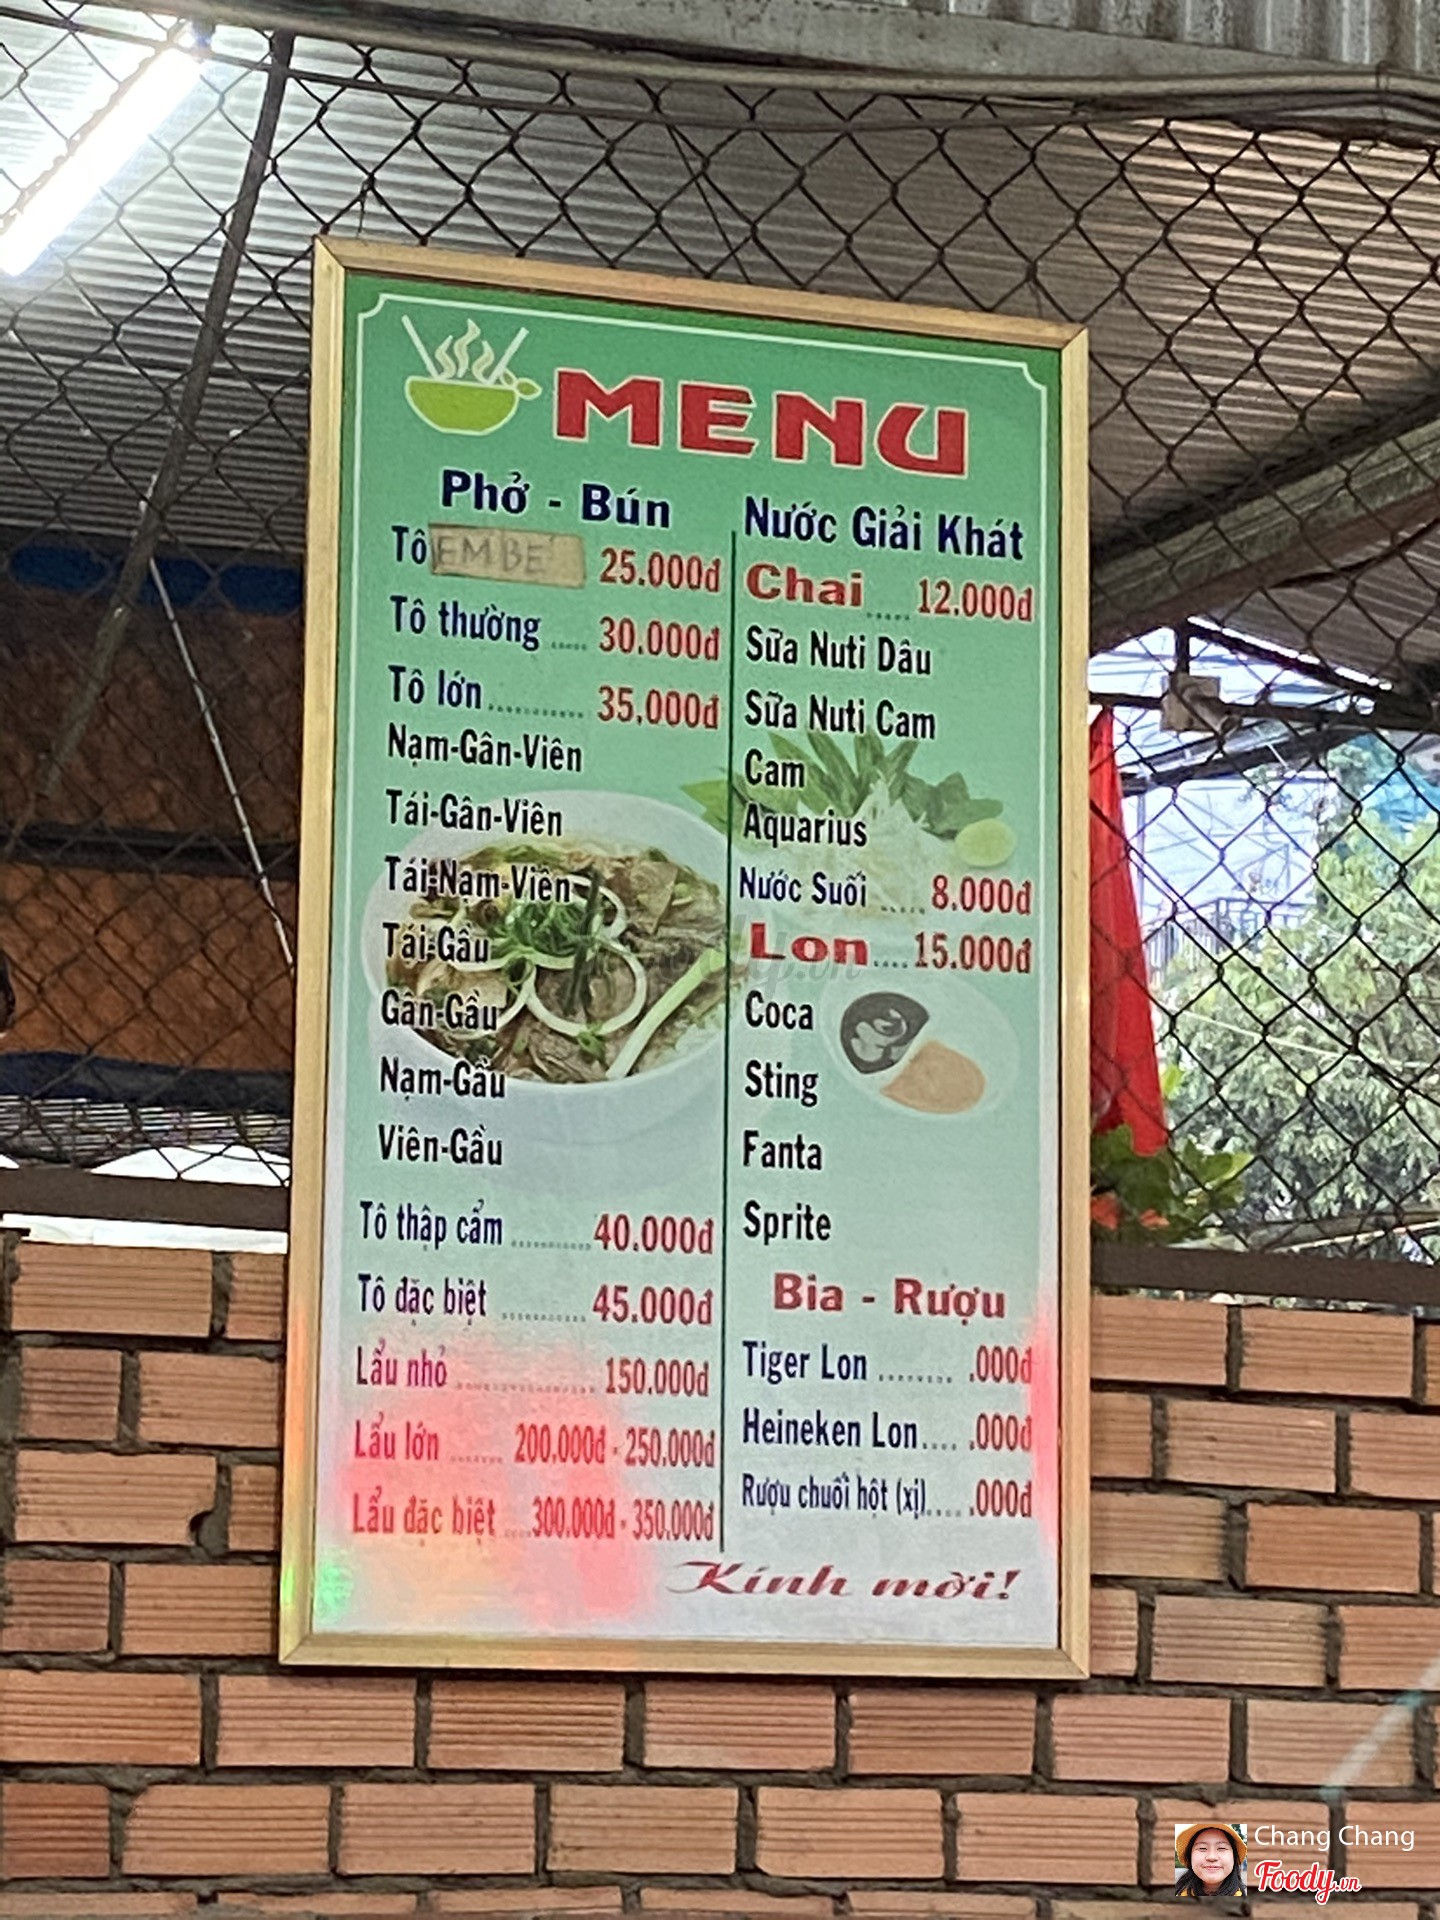 MENU
Phở - Bún
Tô EM BÉ 25.000đ
Tô thường ..... 30.000đ
Tô lớn ............ 35.000đ
Nạm-Gân-Viên
Tái-Gân-Viên
Tái-Nạm-Viên
Tái-Gầu
Gân-Gầu
Nạm-Gầu
Viên-Gầu
Tô thập cẩm ............ 40.000đ
Tô đặc biệt ............ 45.000đ
Lẩu nhỏ .................... 150.000đ
Lẩu lớn ........ 200.000đ - 250.000đ
Lẩu đặc biệt .... 300.000đ - 350.000đ
Nước Giải Khát
Chai ..... 12.000đ
Sữa Nuti Dâu
Sữa Nuti Cam
Cam
Aquarius
Nước Suối ..... 8.000đ
Lon .... 15.000đ
Coca
Sting
Fanta
Sprite
Bia - Rượu
Tiger Lon ........ .000đ
Heineken Lon .... .000đ
Rượu chuối hột (xị) ..... .000đ
Kính mời!
Chang Chang
Foody.vn